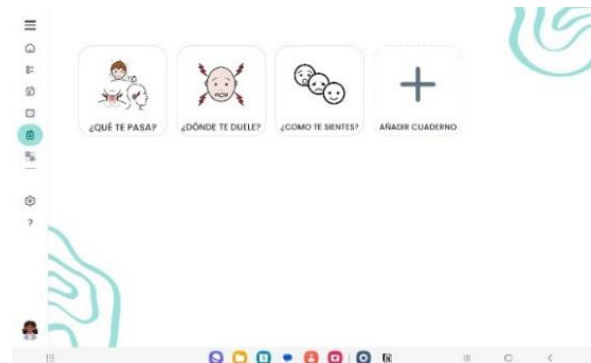 ¿QUÉ TE PASA?
¿DÓNDE TE DUELE?
¿COMO TE SIENTES?
AÑADIR CUADERNO
?